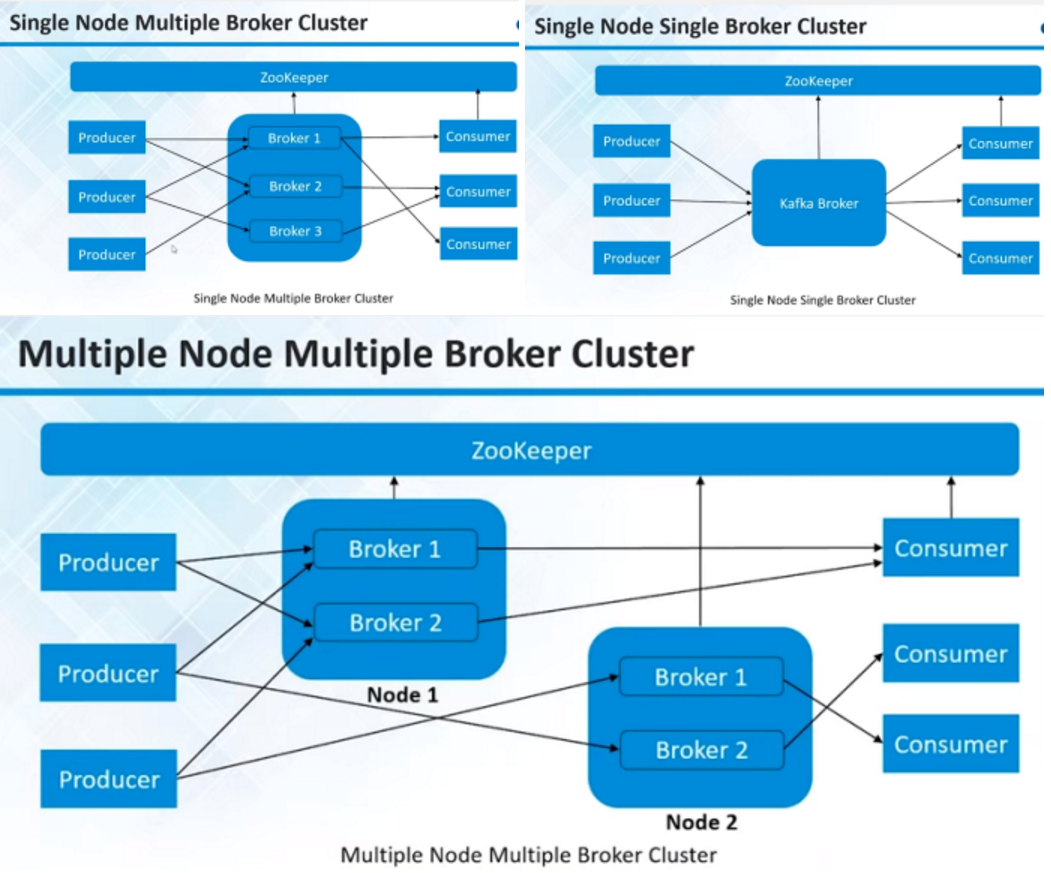 Single Node Multiple Broker Cluster
ZooKeeper
Producer
Producer
Producer
Broker 1
Broker 2
Broker 3
Consumer
Consumer
Consumer
Single Node Multiple Broker Cluster
Single Node Single Broker Cluster
ZooKeeper
Producer
Producer
Producer
Kafka Broker
Consumer
Consumer
Consumer
Single Node Single Broker Cluster
Multiple Node Multiple Broker Cluster
ZooKeeper
Producer
Producer
Producer
Broker 1
Broker 2
Node 1
Broker 1
Broker 2
Node 2
Consumer
Consumer
Consumer
Multiple Node Multiple Broker Cluster